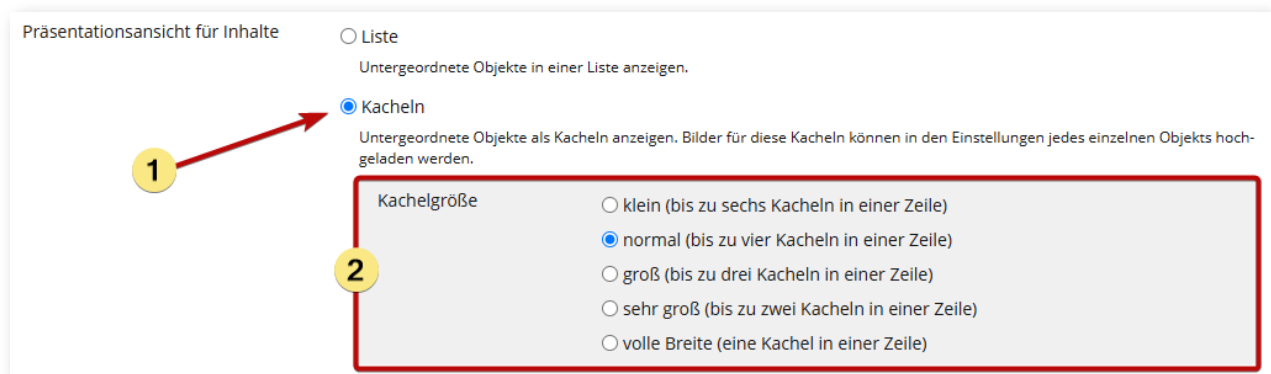 Präsentationsansicht für Inhalte
Liste
Untergeordnete Objekte in einer Liste anzeigen.
Kacheln
Untergeordnete Objekte als Kacheln anzeigen. Bilder für diese Kacheln können in den Einstellungen jedes einzelnen Objekts hoch-
geladen werden.
1
Kachelgröße
klein (bis zu sechs Kacheln in einer Zeile)
normal (bis zu vier Kacheln in einer Zeile)
2
groß (bis zu drei Kacheln in einer Zeile)
sehr groß (bis zu zwei Kacheln in einer Zeile)
volle Breite (eine Kachel in einer Zeile)